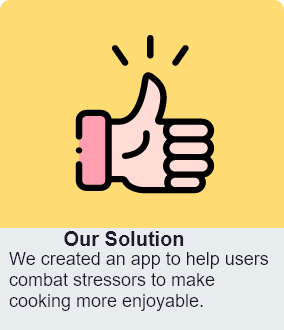 Our Solution
We created an app to help users
combat stressors to make
cooking more enjoyable.